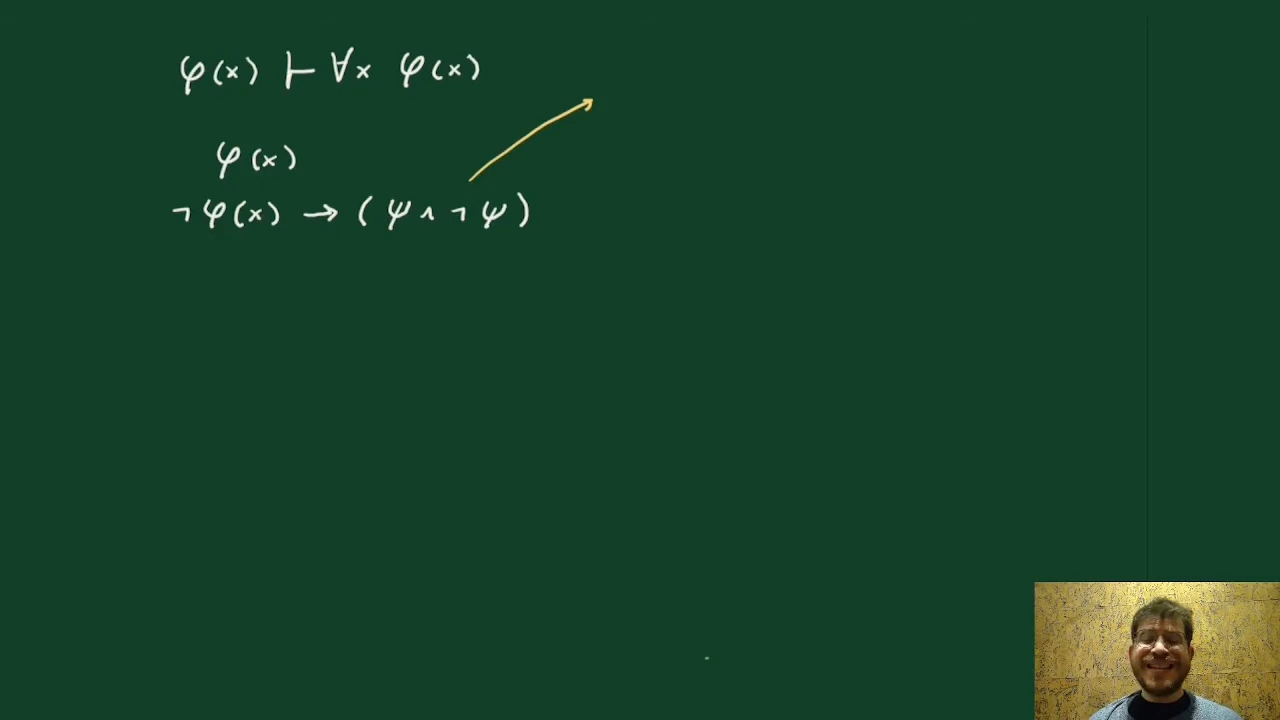 φ(x) ⊢ ∀x φ(x)
φ(x)
¬φ(x) → (ψ ∧ ¬ψ)